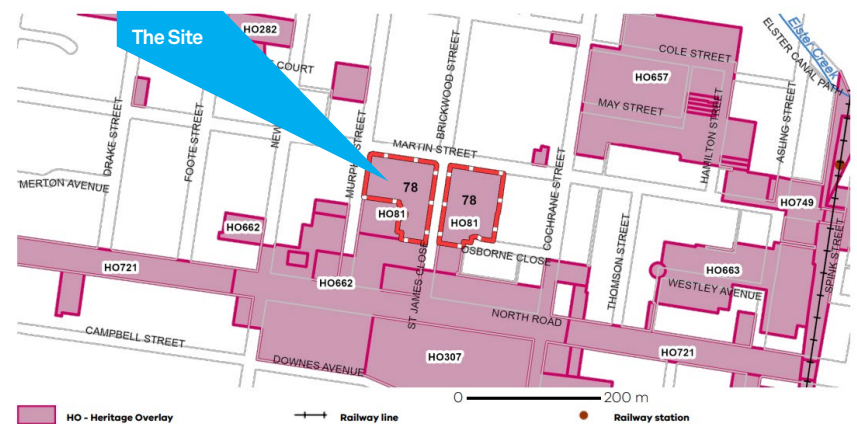 The Site
HO282
COURT
COLE STREET
HO657
MAY STREET
Elster Creek
ELSTER CANAL PATH
BRICKWOOD STREET
DRAKE STREET
FOOTE STREET
NEW
STREET
MURPHY
MARTIN STREET
HAMILTON STREET
ASLING STREET
MERTON AVENUE
78
HO81
78
HO81
COCHRANE STREET
HO749
HO662
OSBORNE CLOSE
ST JAMES CLOSE
THOMSON STREET
HO663
WESTLEY AVENUE
SPINK STREET
HO721
HO662
NORTH ROAD
CAMPBELL STREET
DOWNES AVENUE
HO307
HO721
0 200 m
HO - Heritage Overlay
Railway line
Railway station